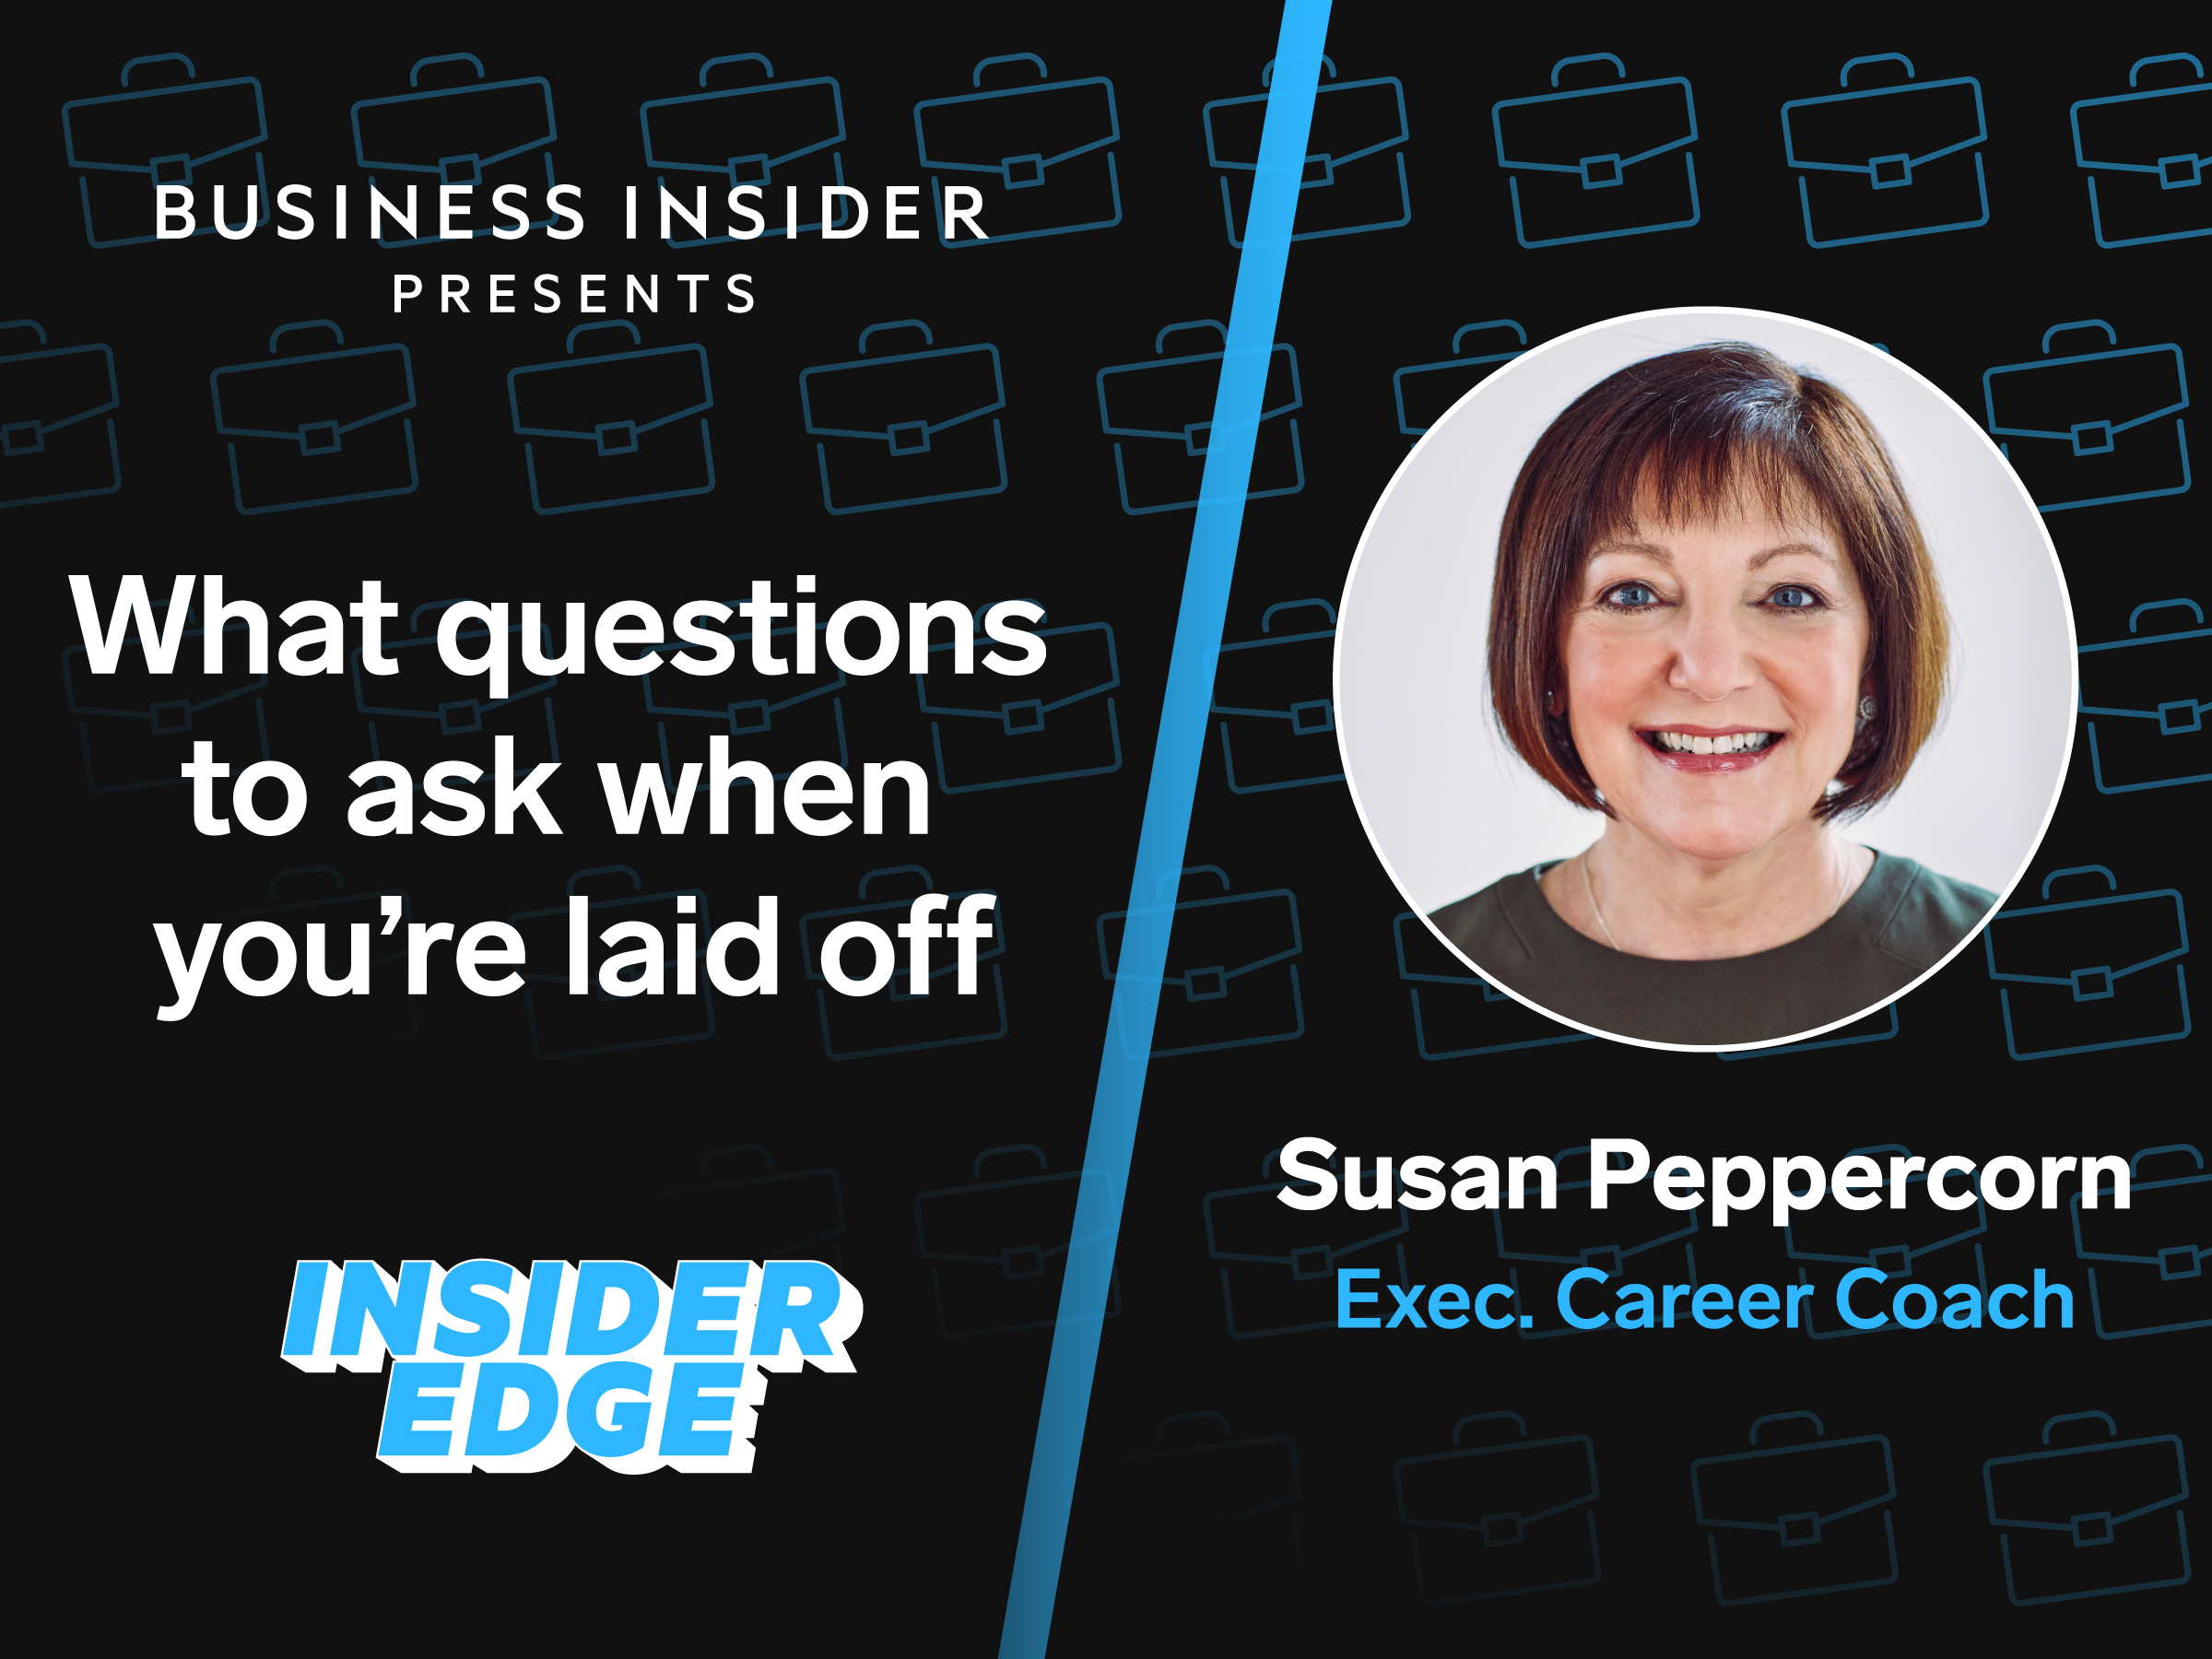 BUSINESS INSIDER
PRESENTS
What questions
to ask when
you’re laid off
INSIDER
EDGE
Susan Peppercorn
Exec. Career Coach